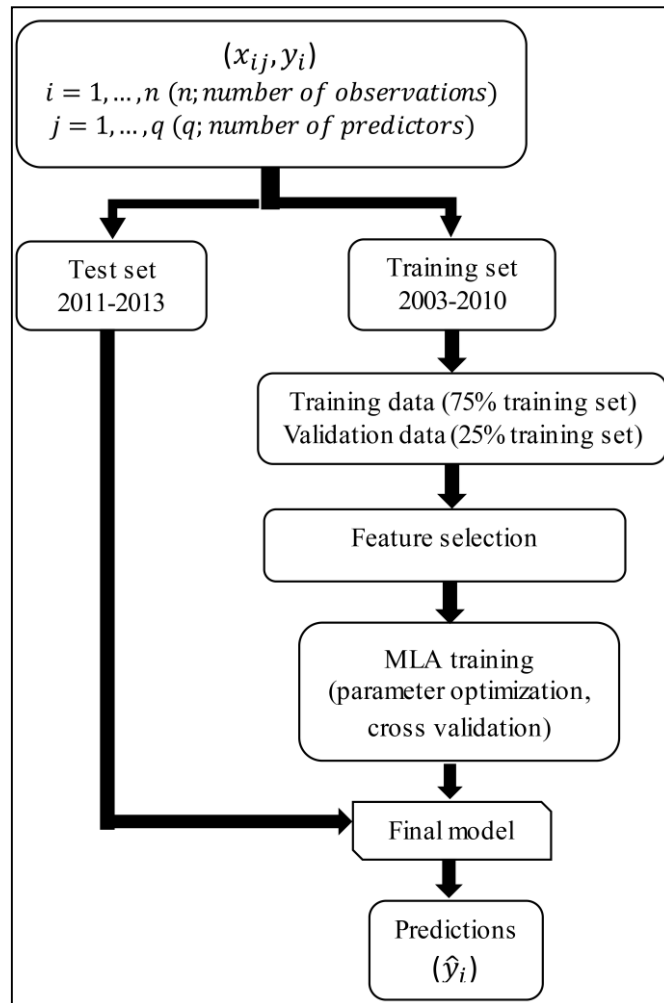 (x_{ij}, y_i)
i = 1, … , n (n; number of observations)
j = 1, … , q (q; number of predictors)
Test set
2011-2013
Training set
2003-2010
Training data (75% training set)
Validation data (25% training set)
Feature selection
MLA training
(parameter optimization,
cross validation)
Final model
Predictions
(ŷ_i)